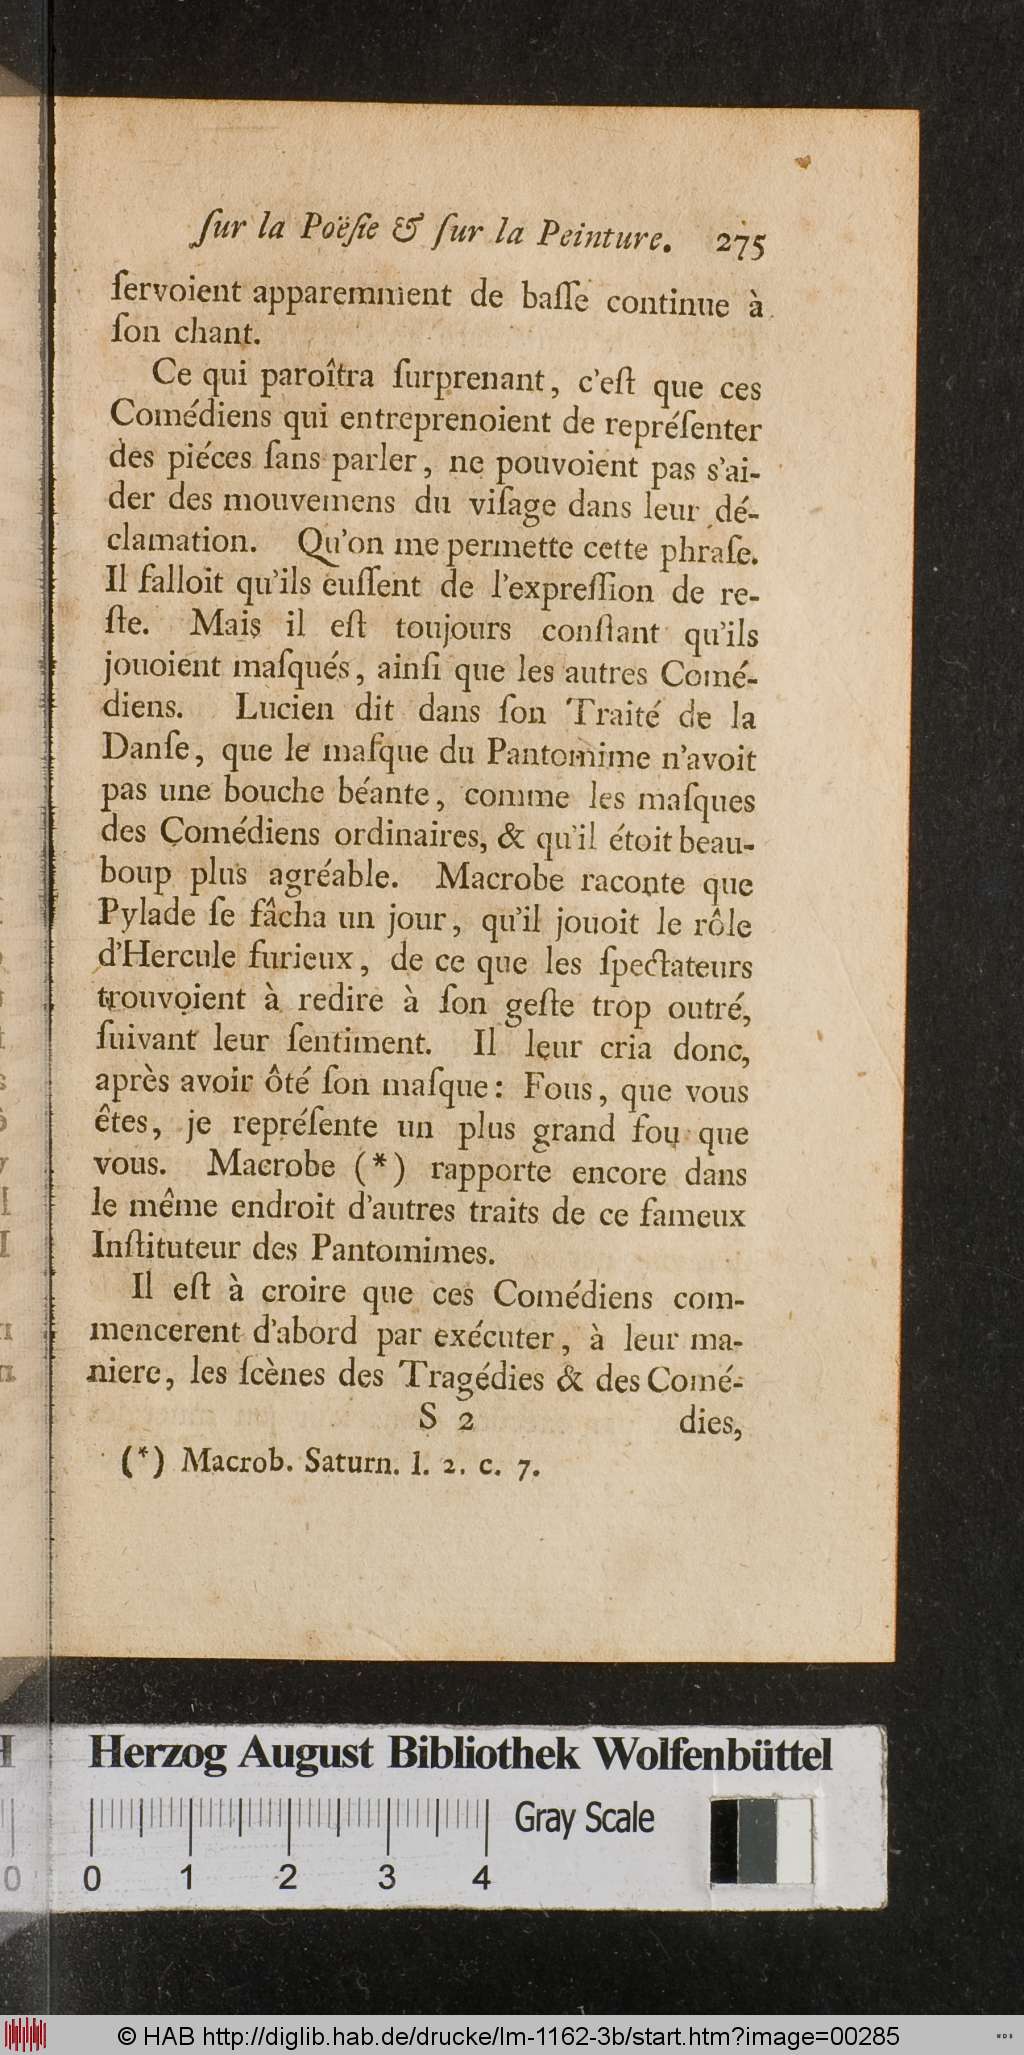 ſur la Poëſie & ſur la Peinture. 275
ſervoient apparemment de baſſe continue à
ſon chant.
Ce qui paroîtra ſurprenant, c'eſt que ces
Comédiens qui entreprenoient de repréſenter
des piéces ſans parler, ne pouvoient pas s'ai-
der des mouvemens du viſage dans leur dé-
clamation. Qu'on me permette cette phraſe.
Il falloit qu'ils euſſent de l'expreſſion de re-
ſte. Mais il eſt toujours conſtant qu'ils
jouoient maſqués, ainſi que les autres Comé-
diens. Lucien dit dans ſon Traité de la
Danſe, que le maſque du Pantomime n'avoit
pas une bouche béante, comme les maſques
des Comédiens ordinaires, & qu'il étoit beau-
boup plus agréable. Macrobe raconte que
Pylade ſe fâcha un jour, qu'il jouoit le rôle
d'Hercule furieux, de ce que les ſpectateurs
trouvoient à redire à ſon geſte trop outré,
ſuivant leur ſentiment. Il leur cria donc,
après avoir ôté ſon maſque: Fous, que vous
êtes, je repréſente un plus grand fou que
vous. Macrobe (*) rapporte encore dans
le même endroit d'autres traits de ce fameux
Inſtituteur des Pantomimes.
Il eſt à croire que ces Comédiens com-
mencerent d'abord par exécuter, à leur ma-
niere, les ſcènes des Tragédies & des Comé-
S 2 dies,
(*) Macrob. Saturn. l. 2. c. 7.
Herzog August Bibliothek Wolfenbüttel
Gray Scale
0 1 2 3 4
© HAB http://diglib.hab.de/drucke/lm-1162-3b/start.htm?image=00285